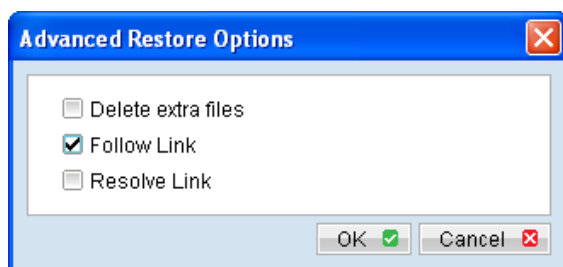 Advanced Restore Options
Delete extra files
Follow Link
Resolve Link
OK
Cancel